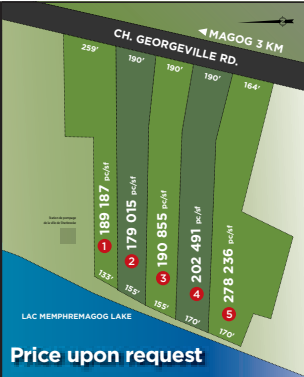 ◄ MAGOG 3 KM
CH. GEORGEVILLE RD.
259'
190'
190'
190'
164'
1 189 187 pc/sf
2 179 015 pc/sf
3 190 855 pc/sf
4 202 491 pc/sf
5 278 236 pc/sf
133'
155'
155'
170'
170'
LAC MEMPHREMAGOG LAKE
Price upon request